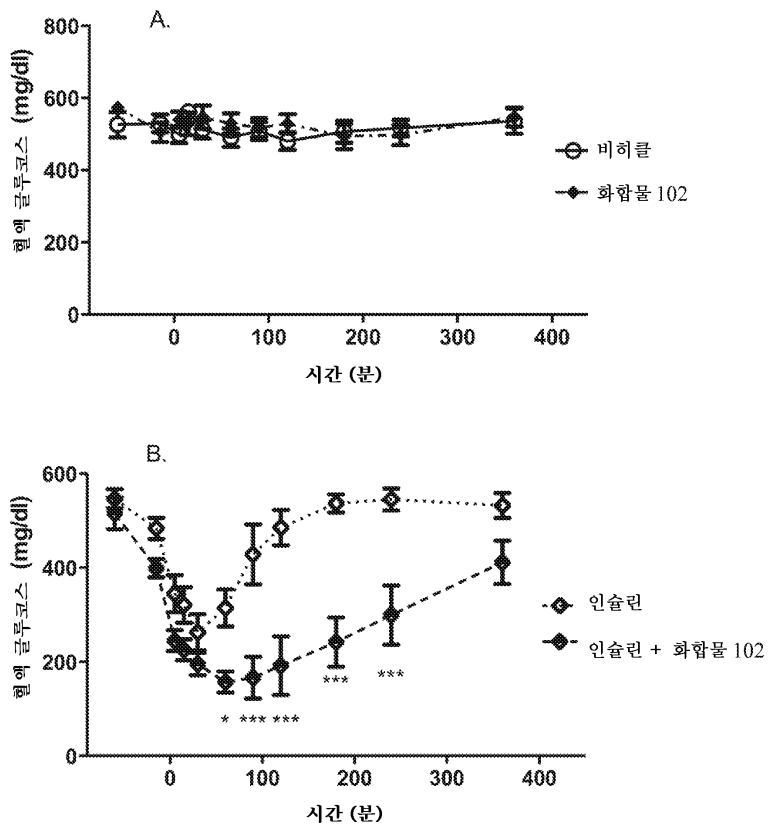 A.
800
600
400
200
0
혈액 글루코스 (mg/dl)
0 100 200 300 400
시간 (분)
비히클
화합물 102
B.
600
400
200
0
혈액 글루코스 (mg/dl)
* *** *** *** ***
0 100 200 300 400
시간 (분)
인슐린
인슐린 + 화합물 102